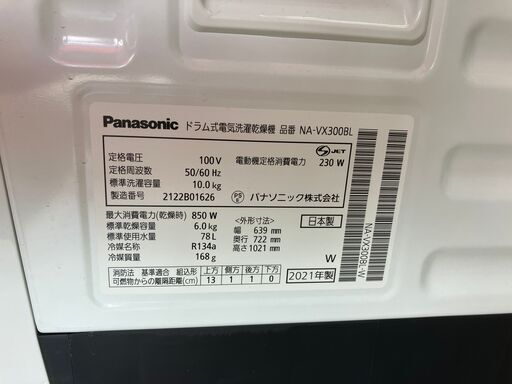 Panasonic ドラム式電気洗濯乾燥機 品番 NA-VX300BL
定格電圧 100 V
定格周波数 50/60 Hz
標準洗濯容量 10.0 kg
製造番号 2122B01626
S JET
電動機定格消費電力 230 W
PSE パナソニック株式会社
最大消費電力(乾燥時) 850 W
標準乾燥容量 6.0 kg
標準使用水量 78 L
冷媒名称 R134a
冷媒質量 168 g
<外形寸法>
幅 639 mm
奥行 722 mm
高さ 1021 mm
日本製
W
消防法 基準適合 組込形 上方 側方 後方 下方
可燃物からの離隔距離(cm) 13 1 1 0
2021年製
NA-VX300BL-W